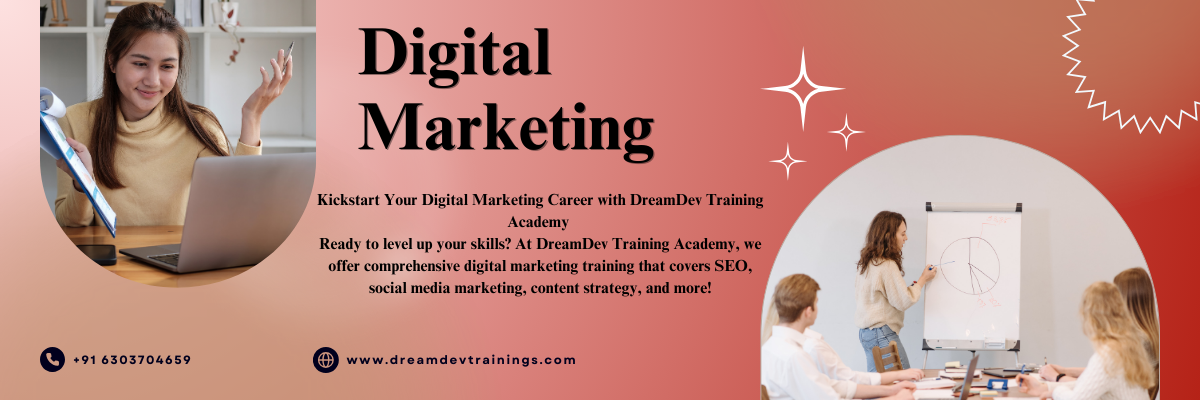 Digital
Marketing
Kickstart Your Digital Marketing Career with DreamDev Training
Academy
Ready to level up your skills? At DreamDev Training Academy, we
offer comprehensive digital marketing training that covers SEO,
social media marketing, content strategy, and more!
+91 6303704659
www.dreamdevtrainings.com